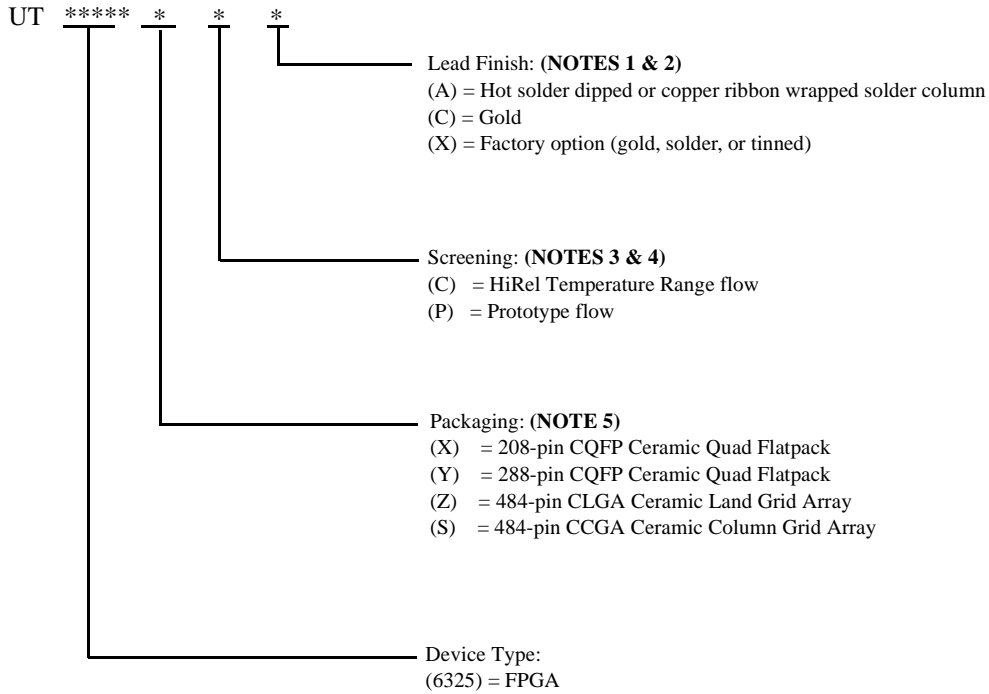 UT ***** * * *
Lead Finish: (NOTES 1 & 2)
(A) = Hot solder dipped or copper ribbon wrapped solder column
(C) = Gold
(X) = Factory option (gold, solder, or tinned)
Screening: (NOTES 3 & 4)
(C) = HiRel Temperature Range flow
(P) = Prototype flow
Packaging: (NOTE 5)
(X) = 208-pin CQFP Ceramic Quad Flatpack
(Y) = 288-pin CQFP Ceramic Quad Flatpack
(Z) = 484-pin CLGA Ceramic Land Grid Array
(S) = 484-pin CCGA Ceramic Column Grid Array
Device Type:
(6325) = FPGA